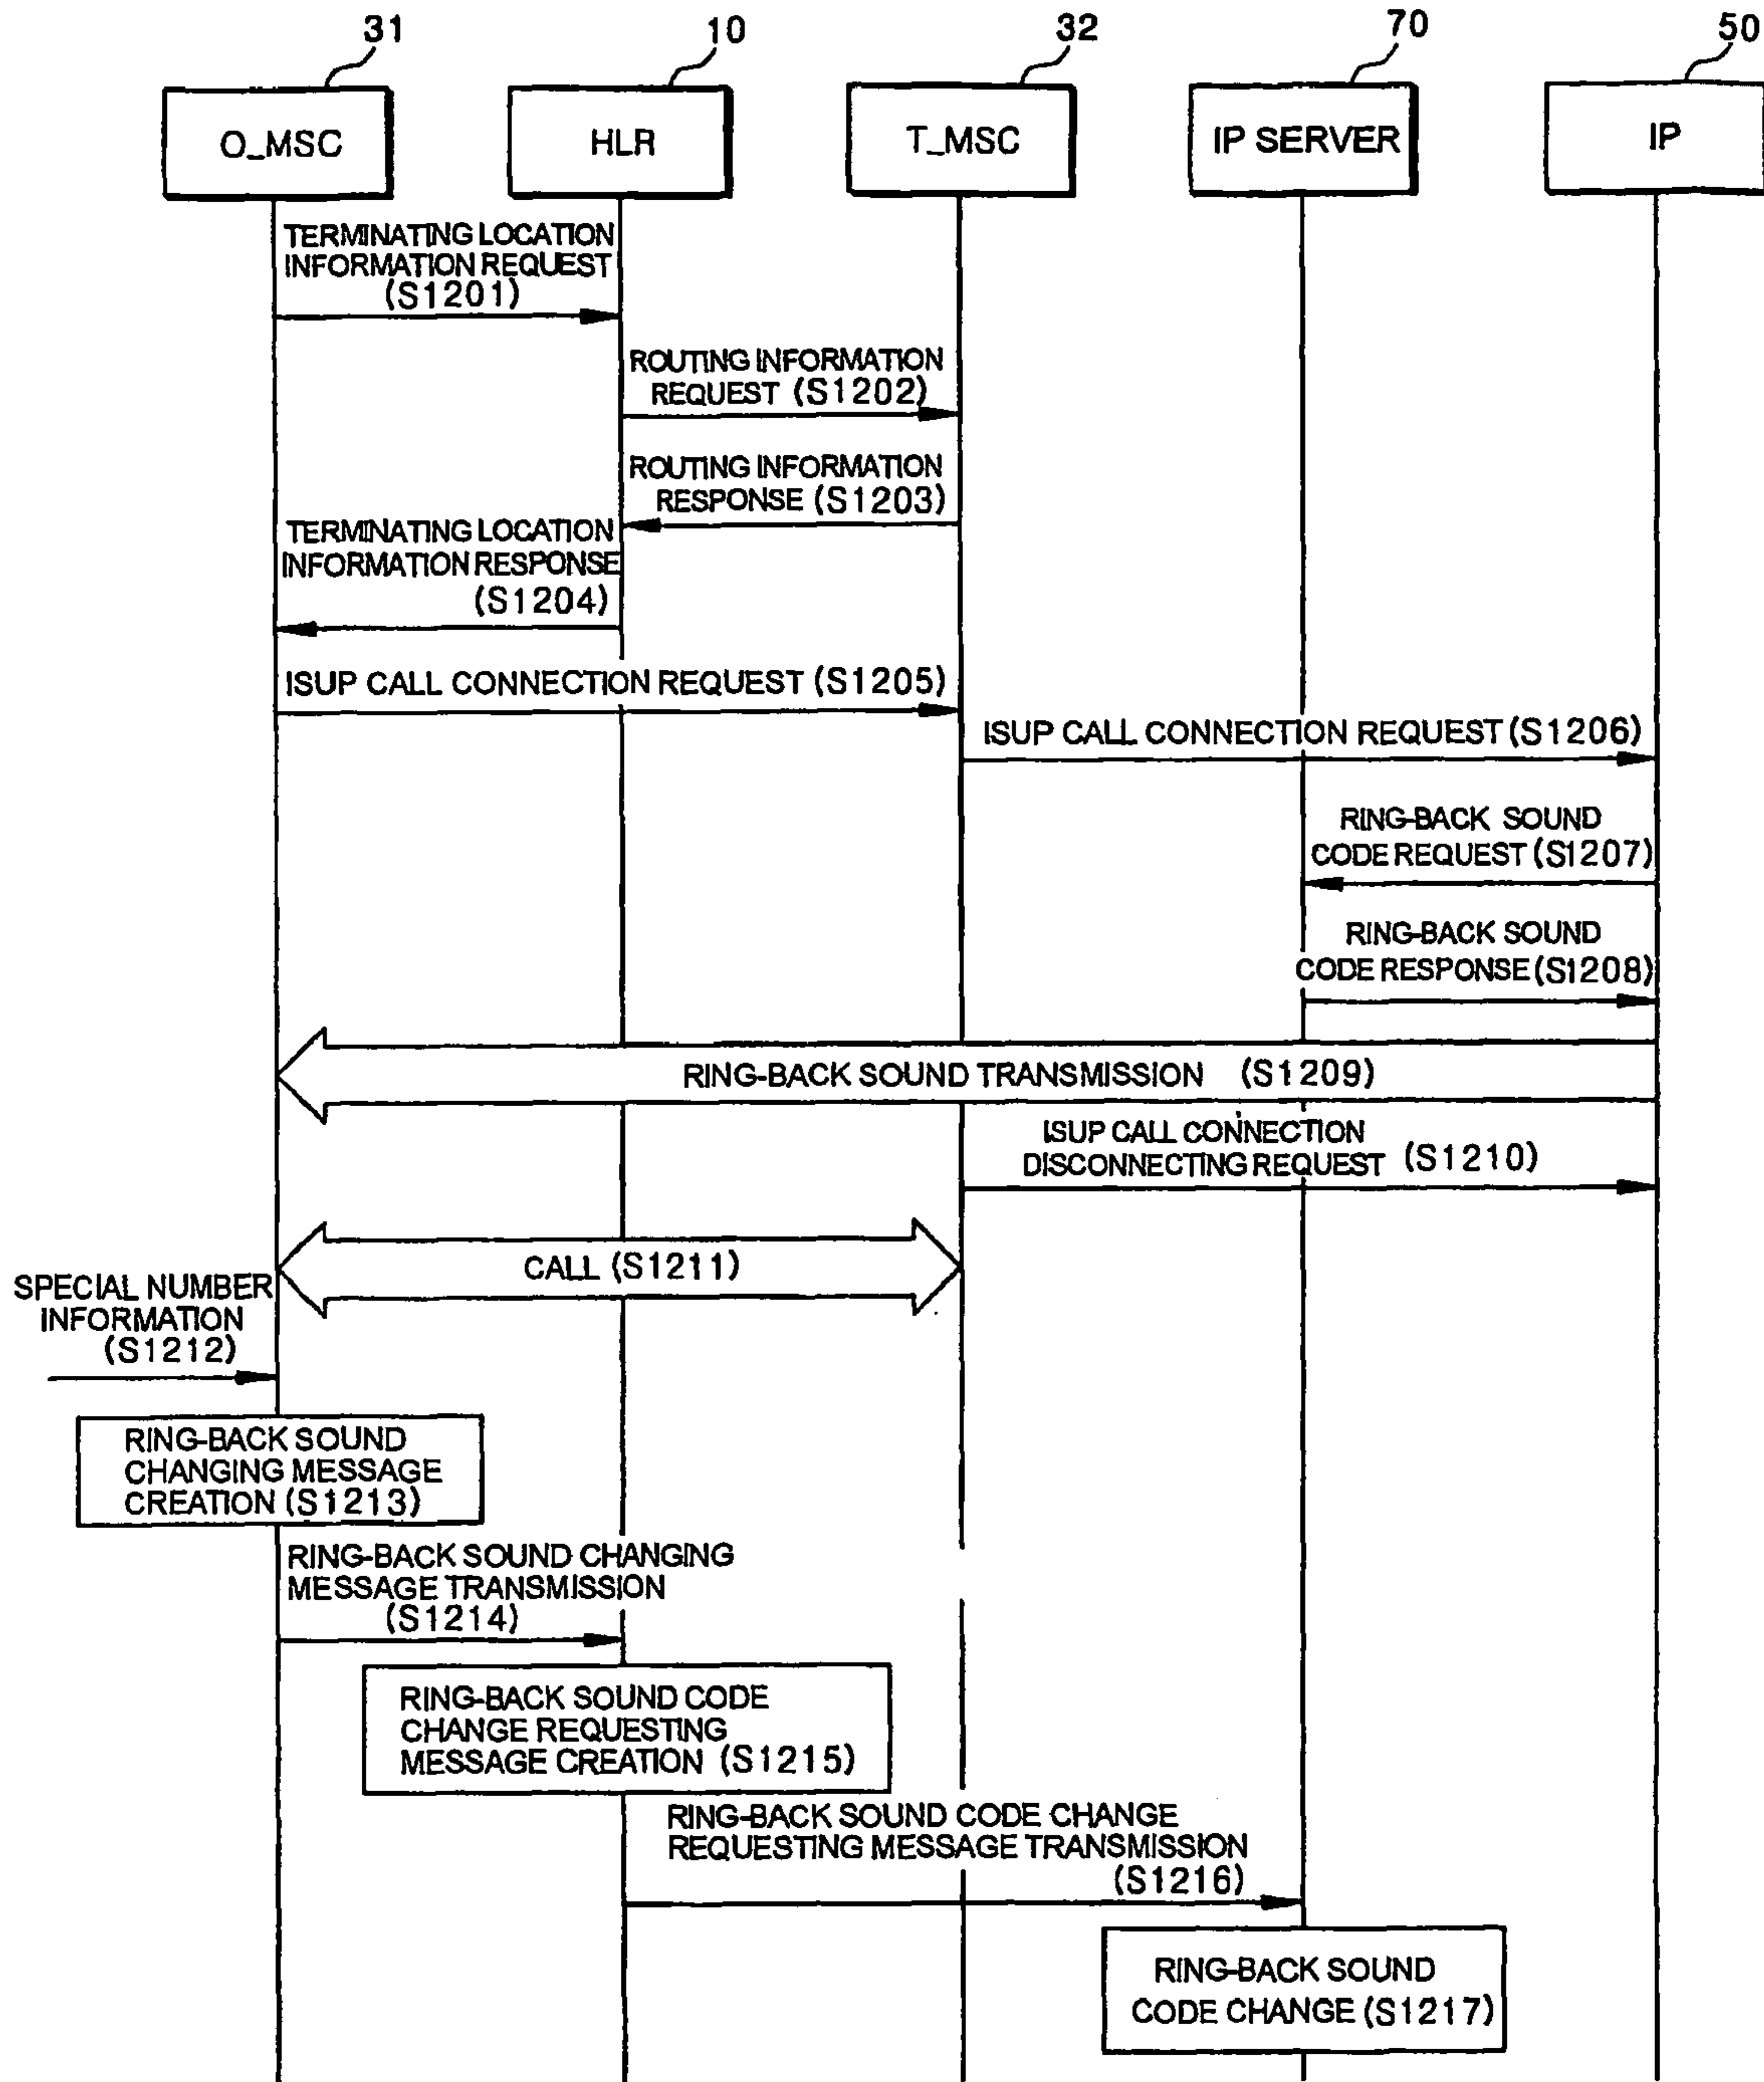 31
10
32
70
50
O_MSC
HLR
T_MSC
IP SERVER
IP
TERMINATING LOCATION
INFORMATION REQUEST
(S1201)
ROUTING INFORMATION
REQUEST (S1202)
ROUTING INFORMATION
RESPONSE (S1203)
TERMINATING LOCATION
INFORMATION RESPONSE
(S1204)
ISUP CALL CONNECTION REQUEST (S1205)
ISUP CALL CONNECTION REQUEST (S1206)
RING-BACK SOUND
CODE REQUEST (S1207)
RING-BACK SOUND
CODE RESPONSE (S1208)
RING-BACK SOUND TRANSMISSION (S1209)
ISUP CALL CONNECTION
DISCONNECTING REQUEST (S1210)
CALL (S1211)
SPECIAL NUMBER
INFORMATION
(S1212)
RING-BACK SOUND
CHANGING MESSAGE
CREATION (S1213)
RING-BACK SOUND CHANGING
MESSAGE TRANSMISSION
(S1214)
RING-BACK SOUND CODE
CHANGE REQUESTING
MESSAGE CREATION (S1215)
RING-BACK SOUND CODE CHANGE
REQUESTING MESSAGE TRANSMISSION
(S1216)
RING-BACK SOUND
CODE CHANGE (S1217)